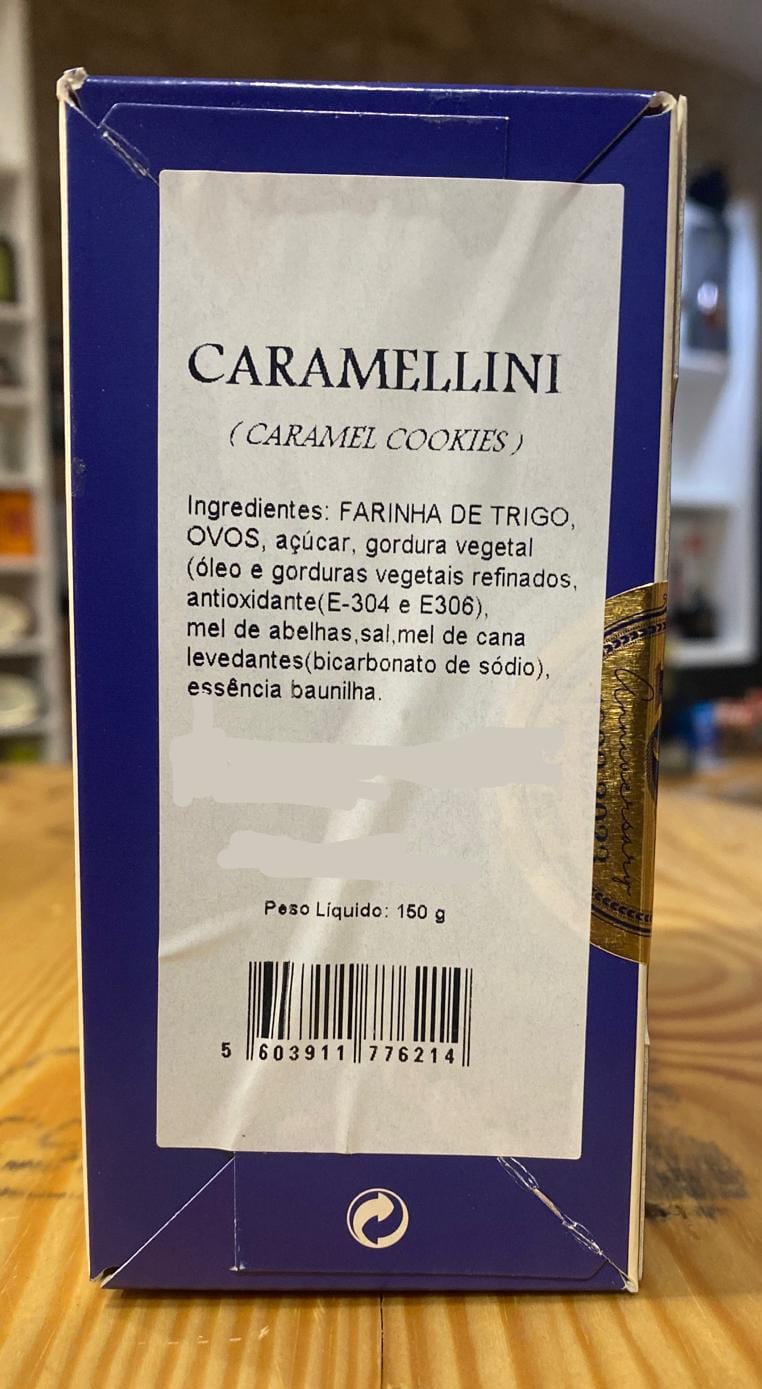 CARAMELLINI
( CARAMEL COOKIES )
Ingredientes: FARINHA DE TRIGO,
OVOS, açúcar, gordura vegetal
(óleo e gorduras vegetais refinados,
antioxidante(E-304 e E306),
mel de abelhas,sal,mel de cana
levedantes(bicarbonato de sódio),
essência baunilha.
Peso Líquido: 150 g
5 603911 776214
Anniversary